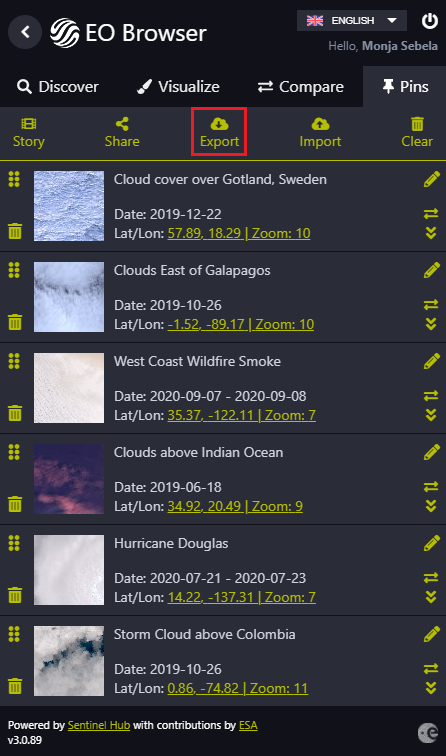 EO Browser
ENGLISH
Hello, Monja Sebela
Discover Visualize Compare Pins
Story Share Export Import Clear
Cloud cover over Gotland, Sweden
Date: 2019-12-22
Lat/Lon: 57.89, 18.29 | Zoom: 10
Clouds East of Galapagos
Date: 2019-10-26
Lat/Lon: -1.52, -89.17 | Zoom: 10
West Coast Wildfire Smoke
Date: 2020-09-07 - 2020-09-08
Lat/Lon: 35.37, -122.11 | Zoom: 7
Clouds above Indian Ocean
Date: 2019-06-18
Lat/Lon: 34.92, 20.49 | Zoom: 9
Hurricane Douglas
Date: 2020-07-21 - 2020-07-23
Lat/Lon: 14.22, -137.31 | Zoom: 7
Storm Cloud above Colombia
Date: 2019-10-26
Lat/Lon: 0.86, -74.82 | Zoom: 11
Powered by Sentinel Hub with contributions by ESA
v3.0.89